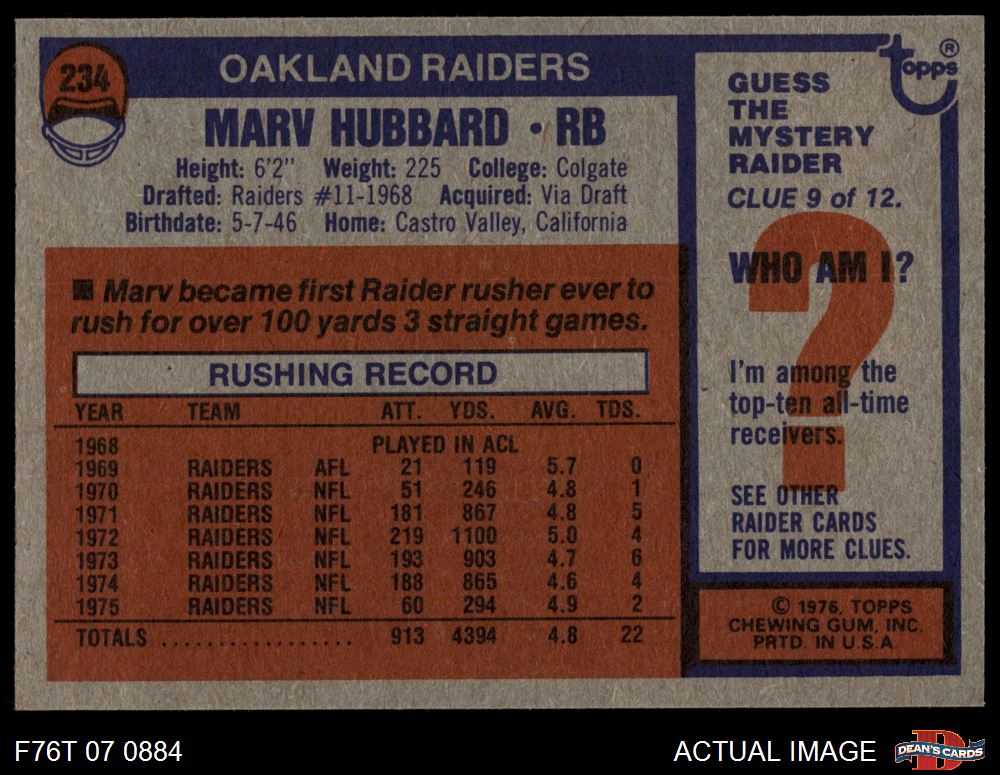 234
OAKLAND RAIDERS
MARV HUBBARD • RB
Height: 6'2" Weight: 225 College: Colgate
Drafted: Raiders #11-1968 Acquired: Via Draft
Birthdate: 5-7-46 Home: Castro Valley, California
■ Marv became first Raider rusher ever to
rush for over 100 yards 3 straight games.
RUSHING RECORD
YEAR TEAM ATT. YDS. AVG. TDS.
1968 PLAYED IN ACL
1969 RAIDERS AFL 21 119 5.7 0
1970 RAIDERS NFL 51 246 4.8 1
1971 RAIDERS NFL 181 867 4.8 5
1972 RAIDERS NFL 219 1100 5.0 4
1973 RAIDERS NFL 193 903 4.7 6
1974 RAIDERS NFL 188 865 4.6 4
1975 RAIDERS NFL 60 294 4.9 2
TOTALS .................. 913 4394 4.8 22
topps®
GUESS
THE
MYSTERY
RAIDER
CLUE 9 of 12.
?
WHO AM I?
I'm among the
top-ten all-time
receivers.
SEE OTHER
RAIDER CARDS
FOR MORE CLUES.
© 1976, TOPPS
CHEWING GUM, INC.
PRTD. IN U.S.A.
F76T 07 0884
ACTUAL IMAGE
D
DEAN'S CARDS